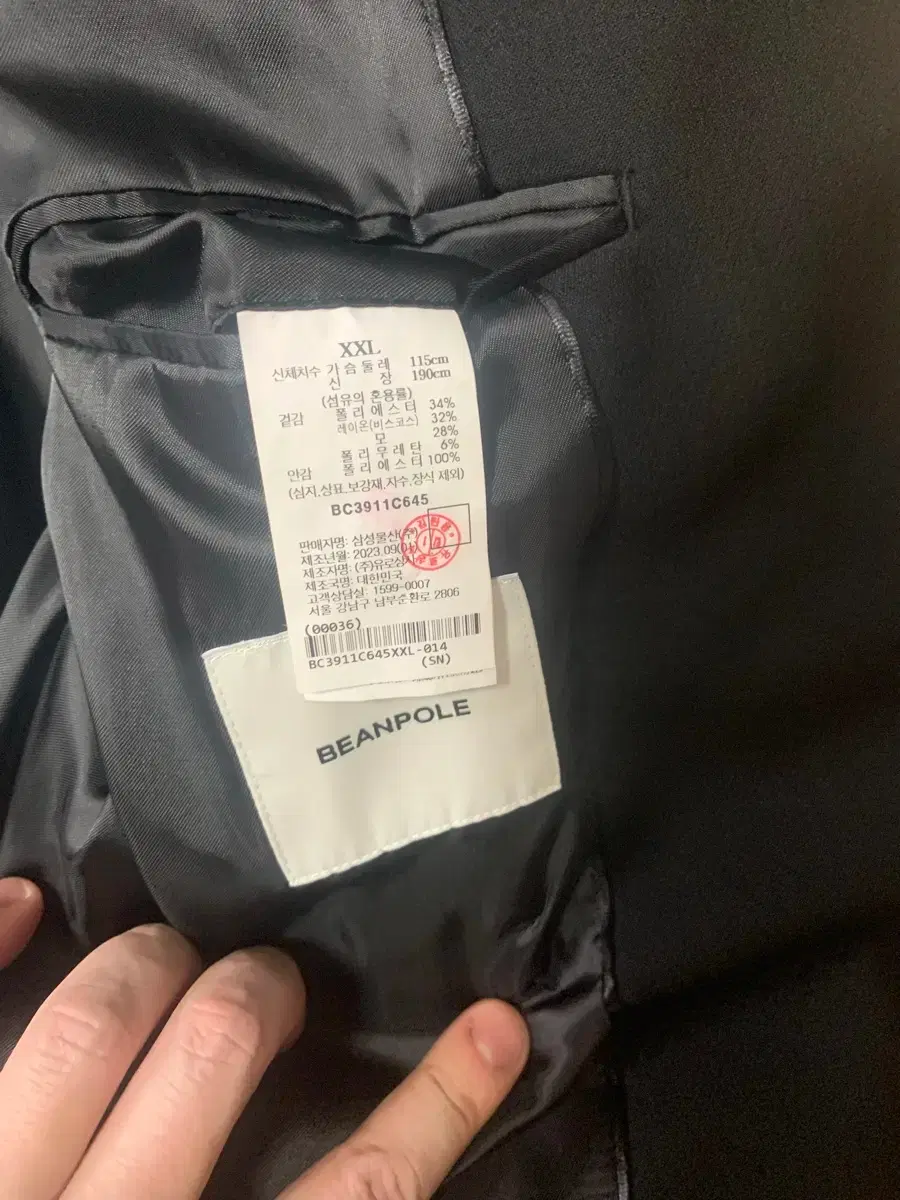 XXL
신체치수 가 슴 둘 레 115cm
신 장 190cm
(섬유의 혼용률)
겉감 폴 리 에 스 터 34%
레이온(비스코스) 32%
모 28%
폴 리 우 레 탄 6%
안감 폴 리 에 스 터 100%
(심지,상표,보강재,자수,장식 제외)
BC3911C645
판매자명: 삼성물산(주)
제조년월: 2023.09
제조자명: (주)유로상사
제조국명: 대한민국
고객상담실: 1599-0007
서울 강남구 남부순환로 2806
(00036)
BC3911C645XXL-014
(SN)
BEANPOLE